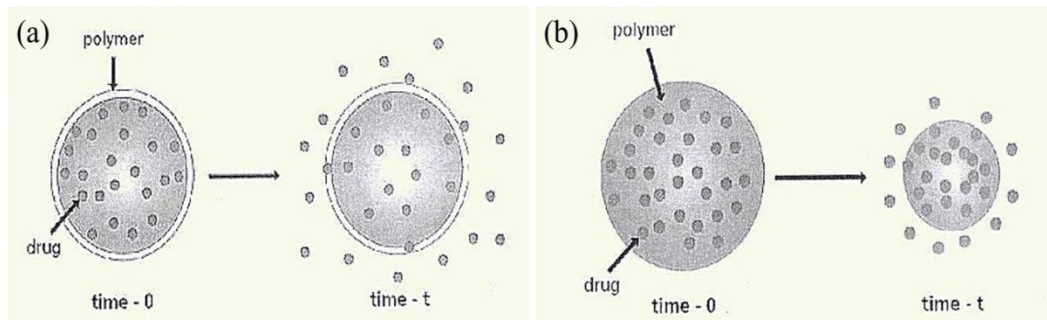 (a)
polymer
drug
time - 0
time - t
(b)
polymer
drug
time - 0
time - t